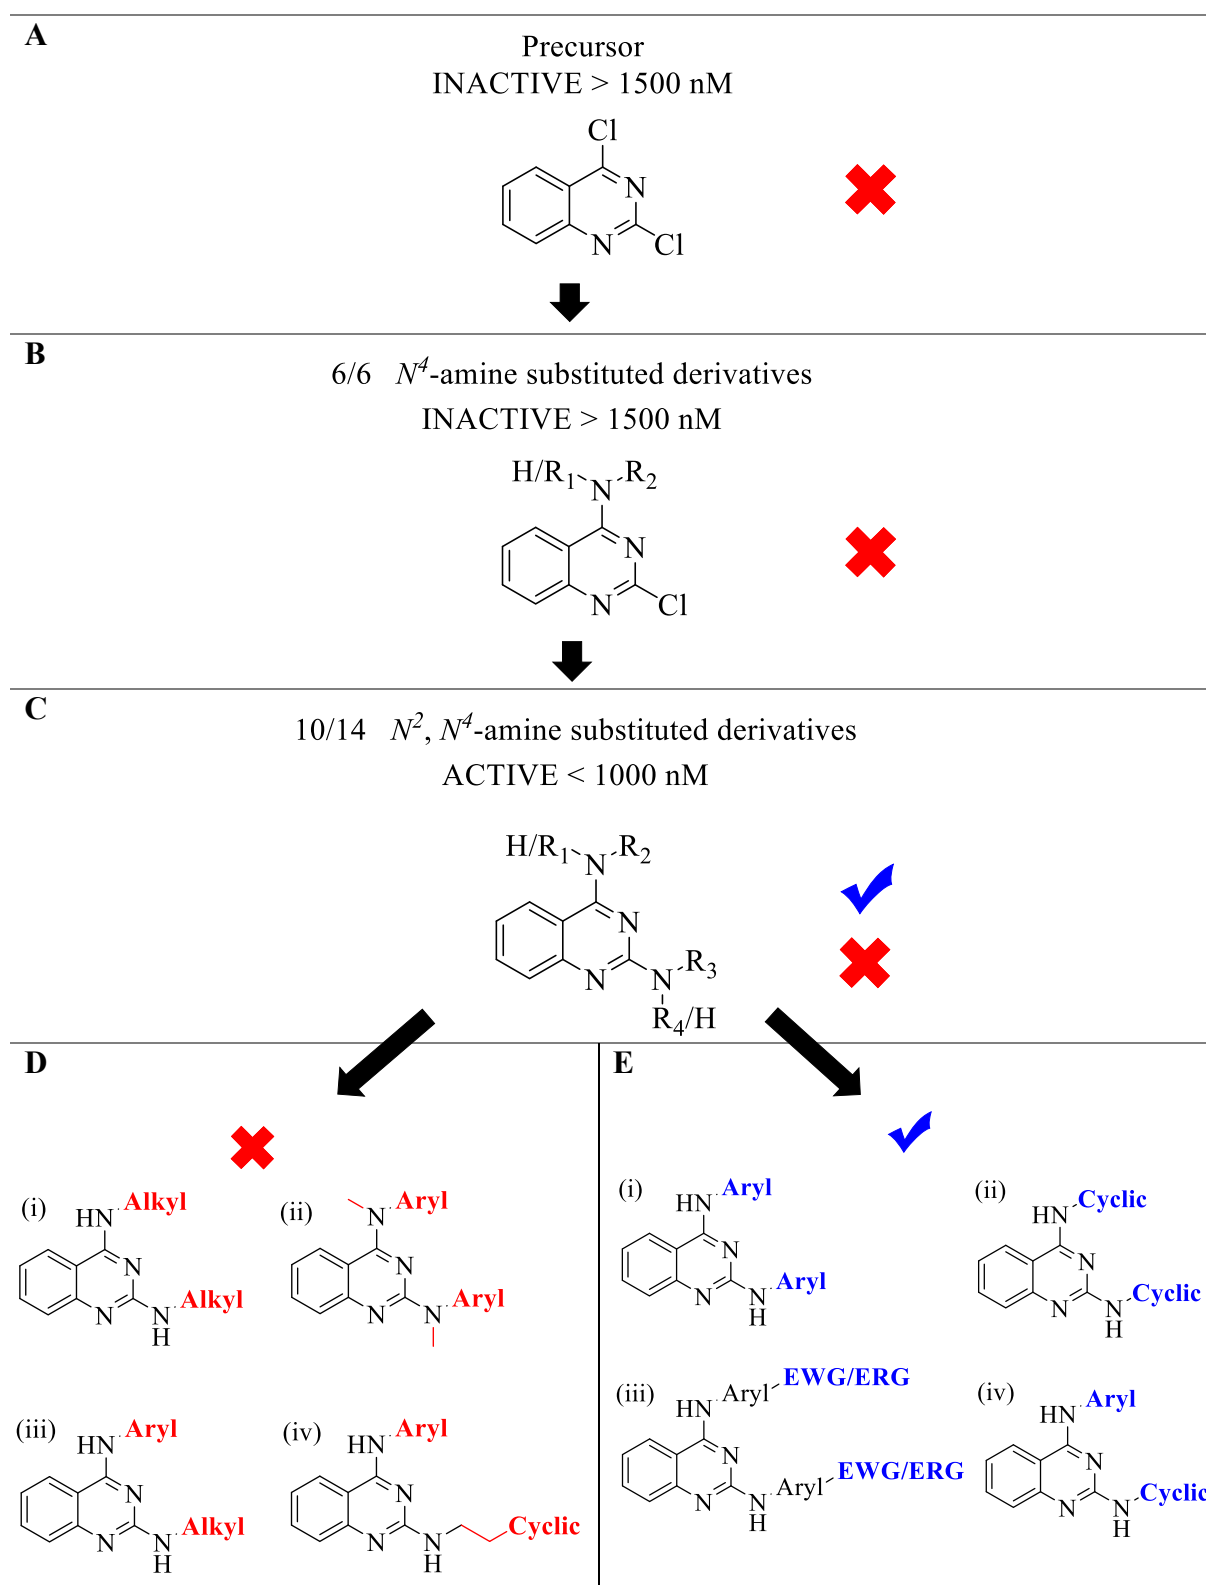 A
Precursor
INACTIVE > 1500 nM
Cl
N
N
Cl
B
6/6 N⁴-amine substituted derivatives
INACTIVE > 1500 nM
H/R₁ N R₂
N
N
Cl
C
10/14 N², N⁴-amine substituted derivatives
ACTIVE < 1000 nM
H/R₁ N R₂
N
N N R₃
R₄/H
D
(i)
HN Alkyl
N
N N Alkyl
H
(ii)
N Aryl
N
N N Aryl
(iii)
HN Aryl
N
N N Alkyl
H
(iv)
HN Aryl
N
N N Cyclic
H
E
(i)
HN Aryl
N
N N Aryl
H
(ii)
HN Cyclic
N
N N Cyclic
H
(iii)
HN Aryl EWG/ERG
N
N N Aryl EWG/ERG
H
(iv)
HN Aryl
N
N N Cyclic
H